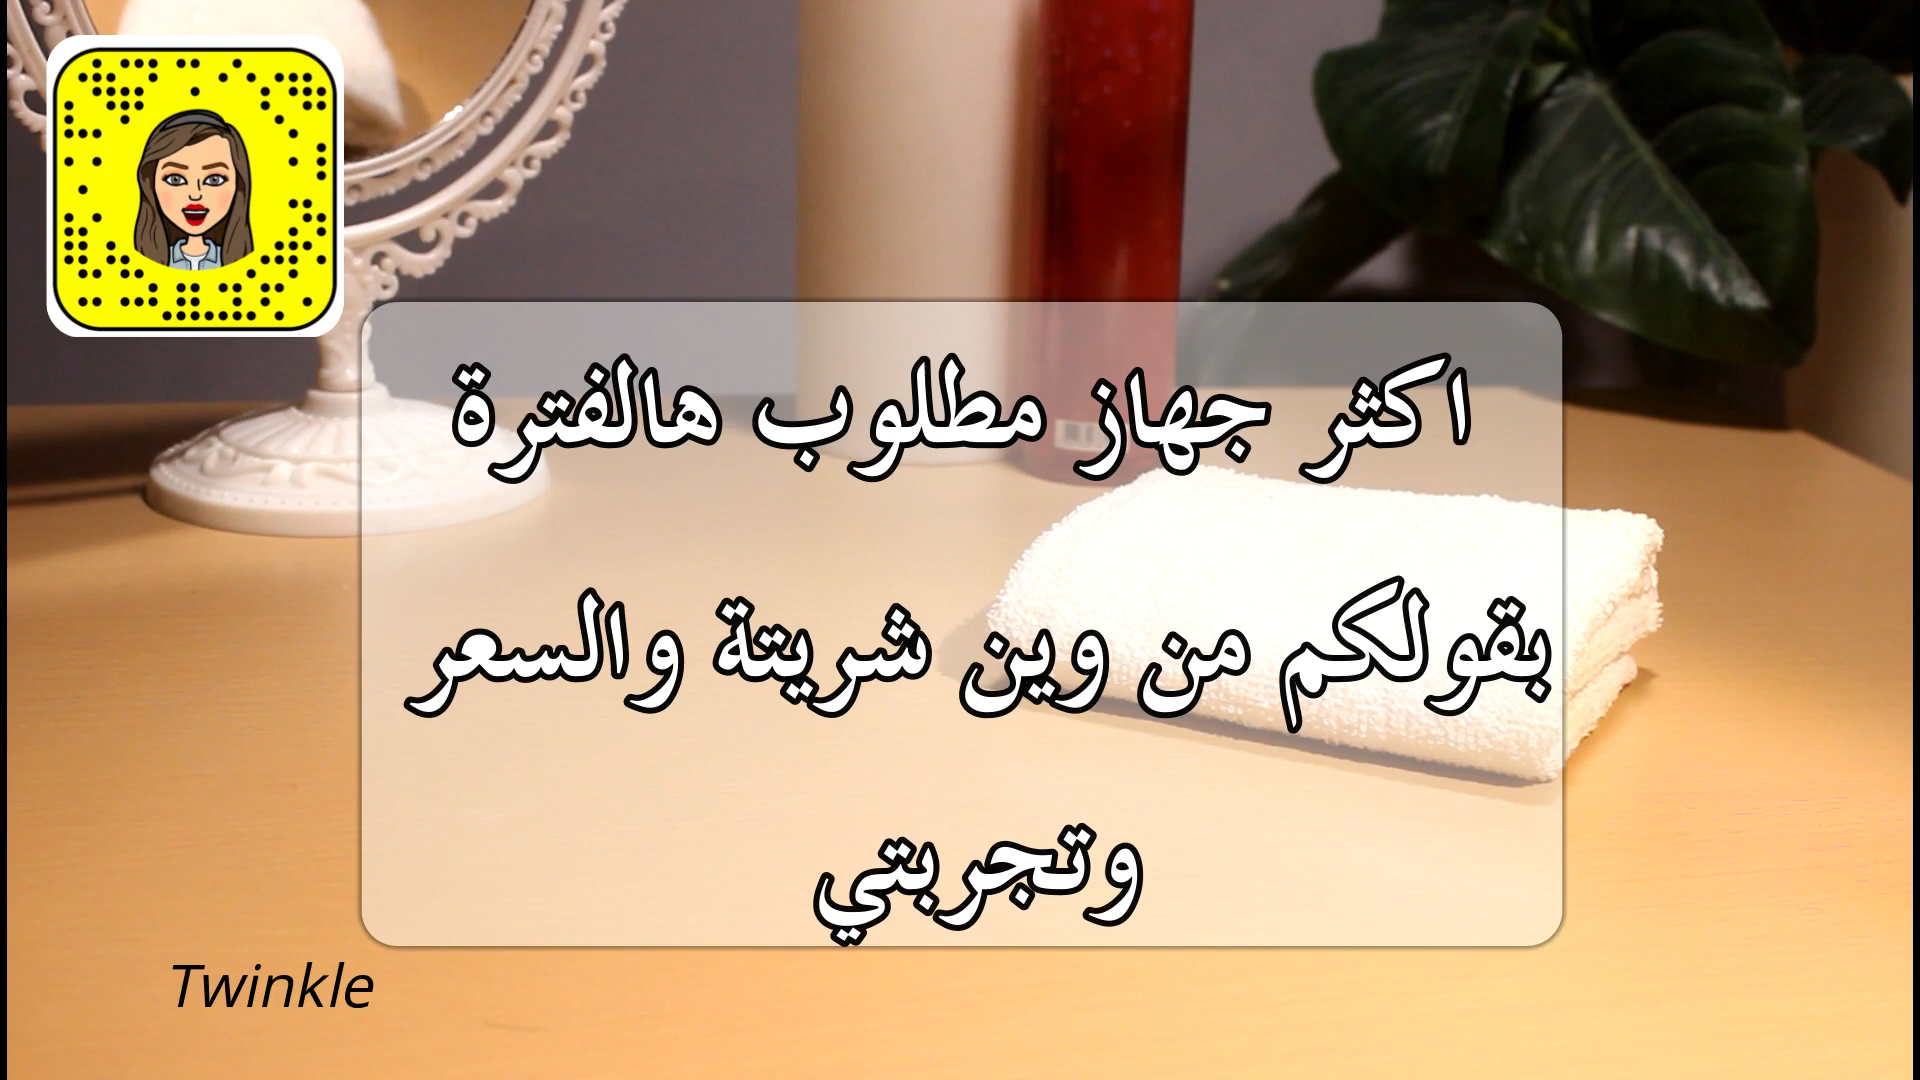 اكثر جهاز مطلوب هالفترة
بقولكم من وين شريتة والسعر
وتجربتي
Twinkle